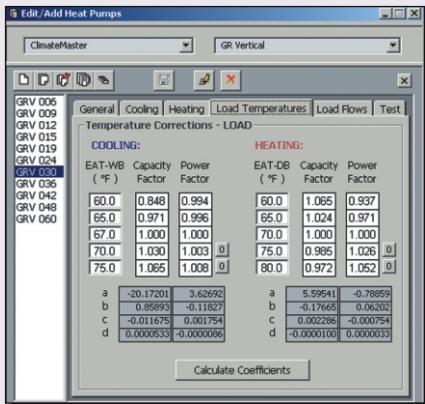 Edit/Add Heat Pumps
ClimateMaster GR Vertical
GRV 006
GRV 009
GRV 012
GRV 015
GRV 019
GRV 024
GRV 030
GRV 036
GRV 042
GRV 048
GRV 060
General Cooling Heating Load Temperatures Load Flows Test
Temperature Corrections - LOAD
COOLING: HEATING:
EAT-WB Capacity Power EAT-DB Capacity Power
( °F ) Factor Factor ( °F ) Factor Factor
60.0 0.848 0.994 60.0 1.065 0.937
65.0 0.971 0.996 65.0 1.024 0.971
67.0 1.000 1.000 70.0 1.000 1.000
70.0 1.030 1.003 0 75.0 0.985 1.026 0
75.0 1.065 1.008 0 80.0 0.972 1.052 0
a -20.17201 3.62692 a 5.59541 -0.78859
b 0.85893 -0.11827 b -0.17665 0.06202
c -0.011675 0.001754 c 0.002286 -0.000754
d 0.0000533 -0.0000086 d -0.0000100 0.0000033
Calculate Coefficients